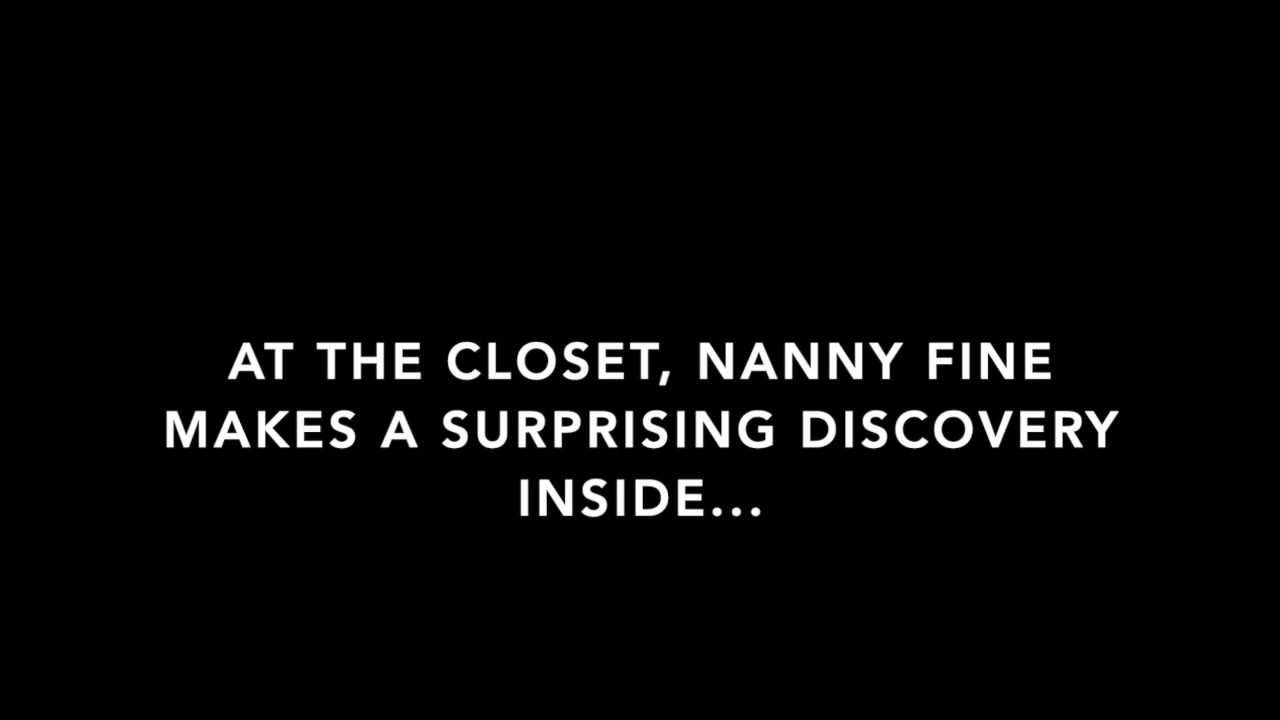 AT THE CLOSET, NANNY FINE
MAKES A SURPRISING DISCOVERY
INSIDE...